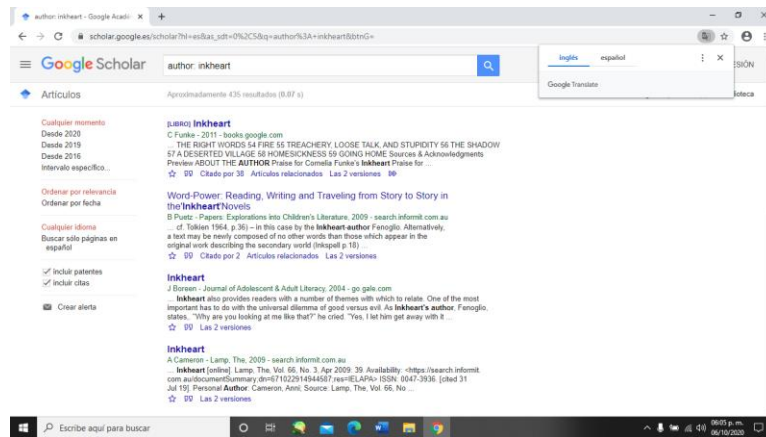 author: inkheart - Google Acadé
scholar.google.es/scholar?hl=es&as_sdt=0%2C5&q=author%3A+inkheart&btnG=
Google Scholar
author: inkheart
inglés español
Google Translate
SIÓN
Artículos
Aproximadamente 435 resultados (0.07 s)
lioteca
Cualquier momento
Desde 2020
Desde 2019
Desde 2016
Intervalo específico...
Ordenar por relevancia
Ordenar por fecha
Cualquier idioma
Buscar sólo páginas en
español
incluir patentes
incluir citas
Crear alerta
[LIBRO] Inkheart
C Funke - 2011 - books.google.com
... THE RIGHT WORDS 54 FIRE 55 TREACHERY, LOOSE TALK, AND STUPIDITY 56 THE SHADOW
57 A DESERTED VILLAGE 58 HOMESICKNESS 59 GOING HOME Sources & Acknowledgments
Preview ABOUT THE AUTHOR Praise for Cornelia Funke's Inkheart Praise for ...
Citado por 38 Artículos relacionados Las 2 versiones
Word-Power: Reading, Writing and Traveling from Story to Story in
the'Inkheart'Novels
B Puetz - Papers: Explorations into Children's Literature, 2009 - search.informit.com.au
... cf. Tolkien 1964, p.36) – in this case by the Inkheart-author Fenoglio. Alternatively,
a text may be newly composed of no other words than those which appear in the
original work describing the secondary world (Inkspell p.18) ...
Citado por 2 Artículos relacionados Las 2 versiones
Inkheart
J Boreen - Journal of Adolescent & Adult Literacy, 2004 - go.gale.com
... Inkheart also provides readers with a number of themes with which to relate. One of the most
important has to do with the universal dilemma of good versus evil. As Inkheart's author, Fenoglio,
states, "Why are you looking at me like that?" he cried. "Yes, I let him get away with it ...
Las 2 versiones
Inkheart
A Cameron - Lamp, The, 2009 - search.informit.com.au
... Inkheart [online]. Lamp, The, Vol. 66, No. 3, Apr 2009: 39. Availability: <https://search.informit.
com.au/documentSummary;dn=671022914944587;res=IELAPA> ISSN: 0047-3936. [cited 31
Jul 19]. Personal Author: Cameron, Anni; Source: Lamp, The, Vol. 66, No ...
Las 2 versiones
Escribe aquí para buscar
06:05 p. m.
06/10/2020